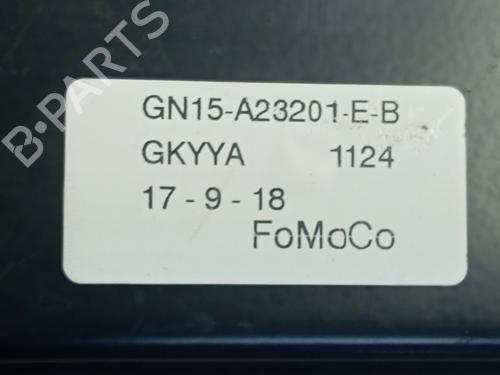 B-PARTS
GN15-A23201-E-B
GKYYA 1124
17 - 9 - 18
FoMoCo